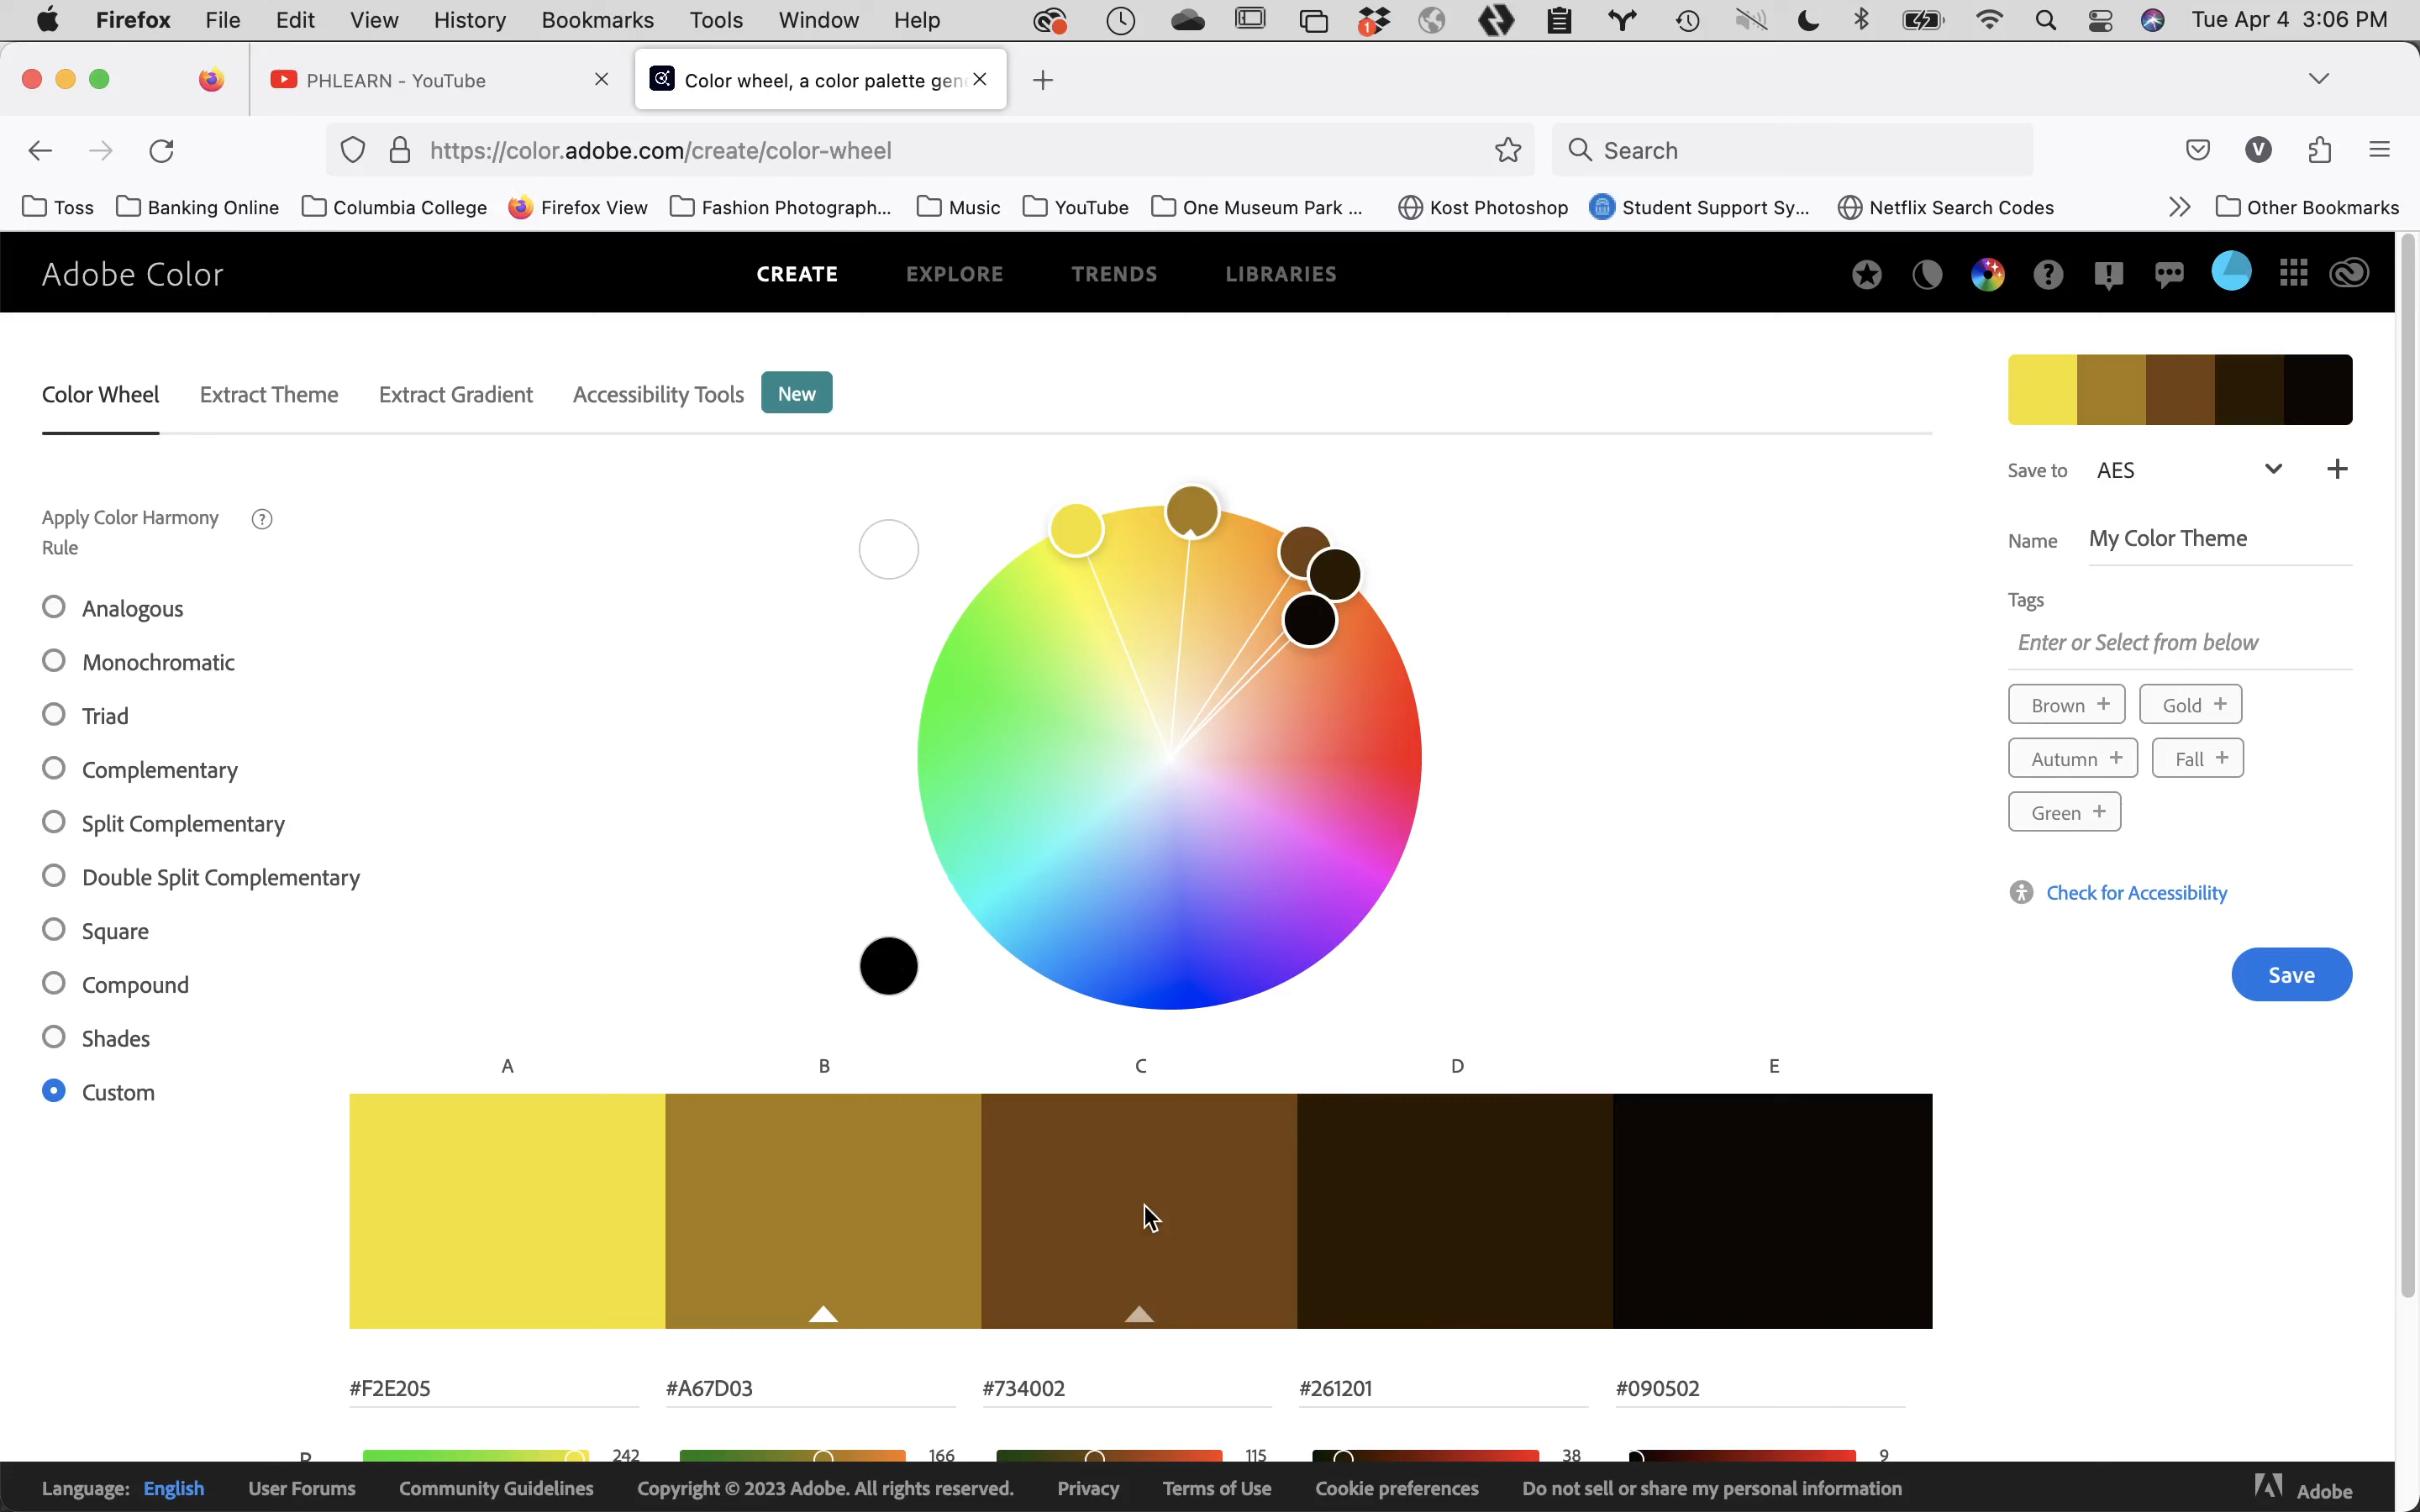 Firefox File Edit View History Bookmarks Tools Window Help 1 Tue Apr 4 3:06 PM
PHLEARN - YouTube Color wheel, a color palette gen
https://color.adobe.com/create/color-wheel Search V
Toss Banking Online Columbia College Firefox View Fashion Photograph... Music YouTube One Museum Park ... Kost Photoshop Student Support Sy... Netflix Search Codes Other Bookmarks
Adobe Color CREATE EXPLORE TRENDS LIBRARIES
Color Wheel Extract Theme Extract Gradient Accessibility Tools New
Save to AES
Apply Color Harmony
Rule
Name My Color Theme
Tags
Enter or Select from below
Analogous
Monochromatic
Triad
Complementary
Split Complementary
Double Split Complementary
Square
Compound
Shades
Custom
Brown + Gold +
Autumn + Fall +
Green +
Check for Accessibility
Save
A B C D E
#F2E205 #A67D03 #734002 #261201 #090502
R 242 166 115 38 9
Language: English User Forums Community Guidelines Copyright © 2023 Adobe. All rights reserved. Privacy Terms of Use Cookie preferences Do not sell or share my personal information Adobe